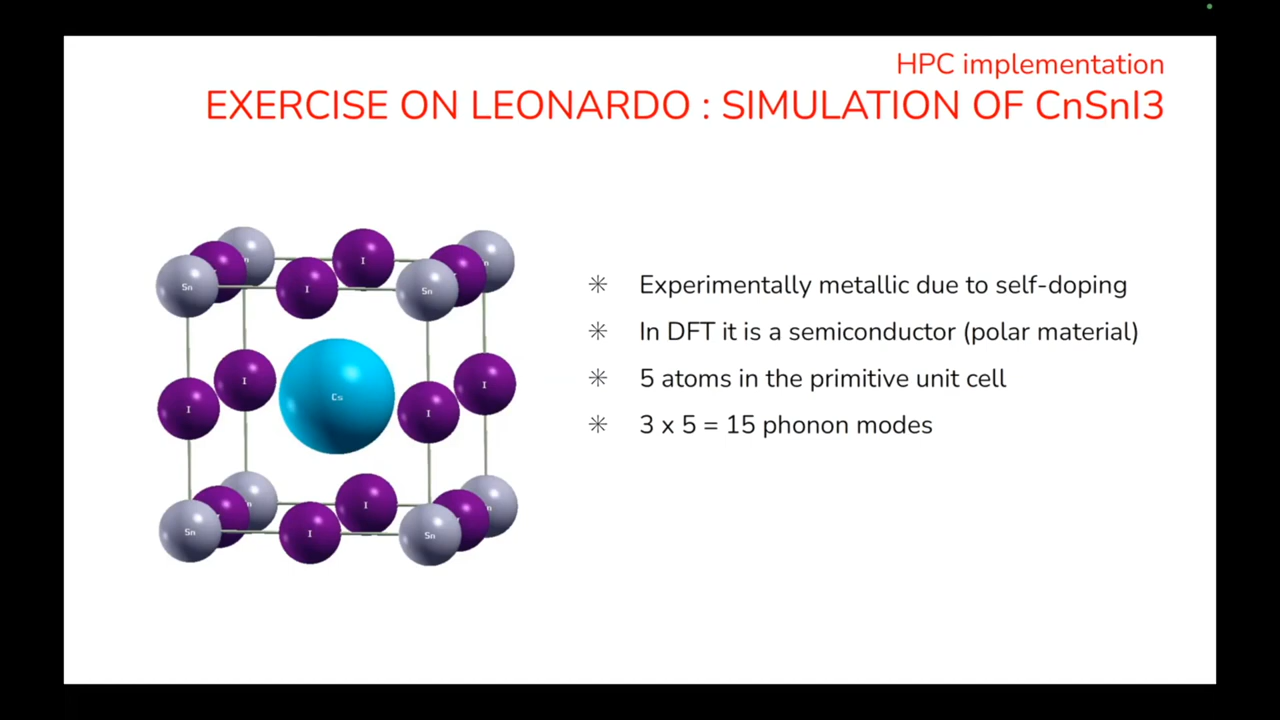 HPC implementation
EXERCISE ON LEONARDO : SIMULATION OF CnSnI3
I
Sn
I
Sn
I
I
Cs
I
I
I
Sn
I
Sn
✳ Experimentally metallic due to self-doping
✳ In DFT it is a semiconductor (polar material)
✳ 5 atoms in the primitive unit cell
✳ 3 x 5 = 15 phonon modes